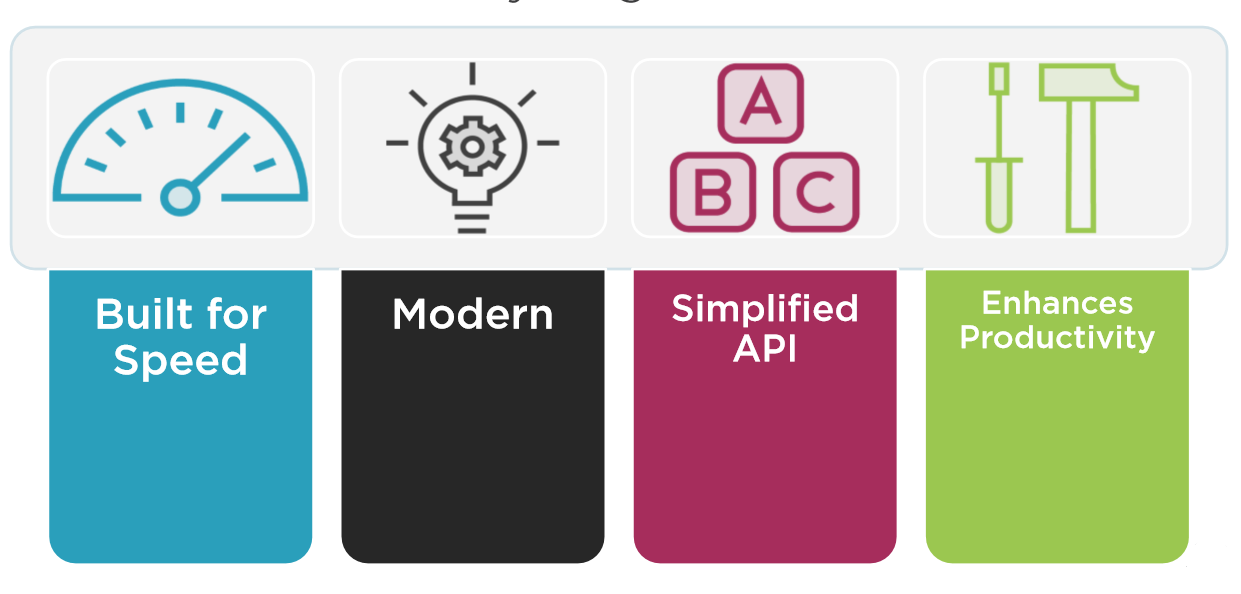 A
B C
Built for
Speed
Modern
Simplified
API
Enhances
Productivity